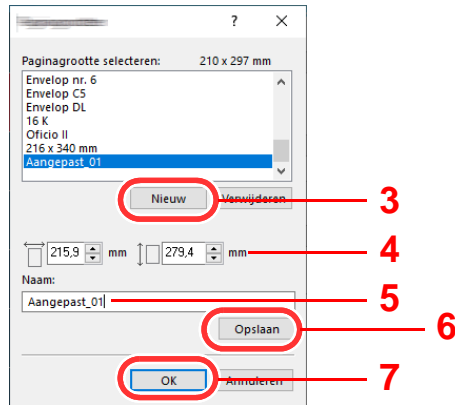 ? ×
Paginagrootte selecteren: 210 x 297 mm
Envelop nr. 6
Envelop C5
Envelop DL
16 K
Oficio II
216 x 340 mm
Aangepast_01
Nieuw Verwijderen 3
215,9 mm 279,4 mm 4
Naam:
Aangepast_01 5
Opslaan 6
OK Annuleren 7